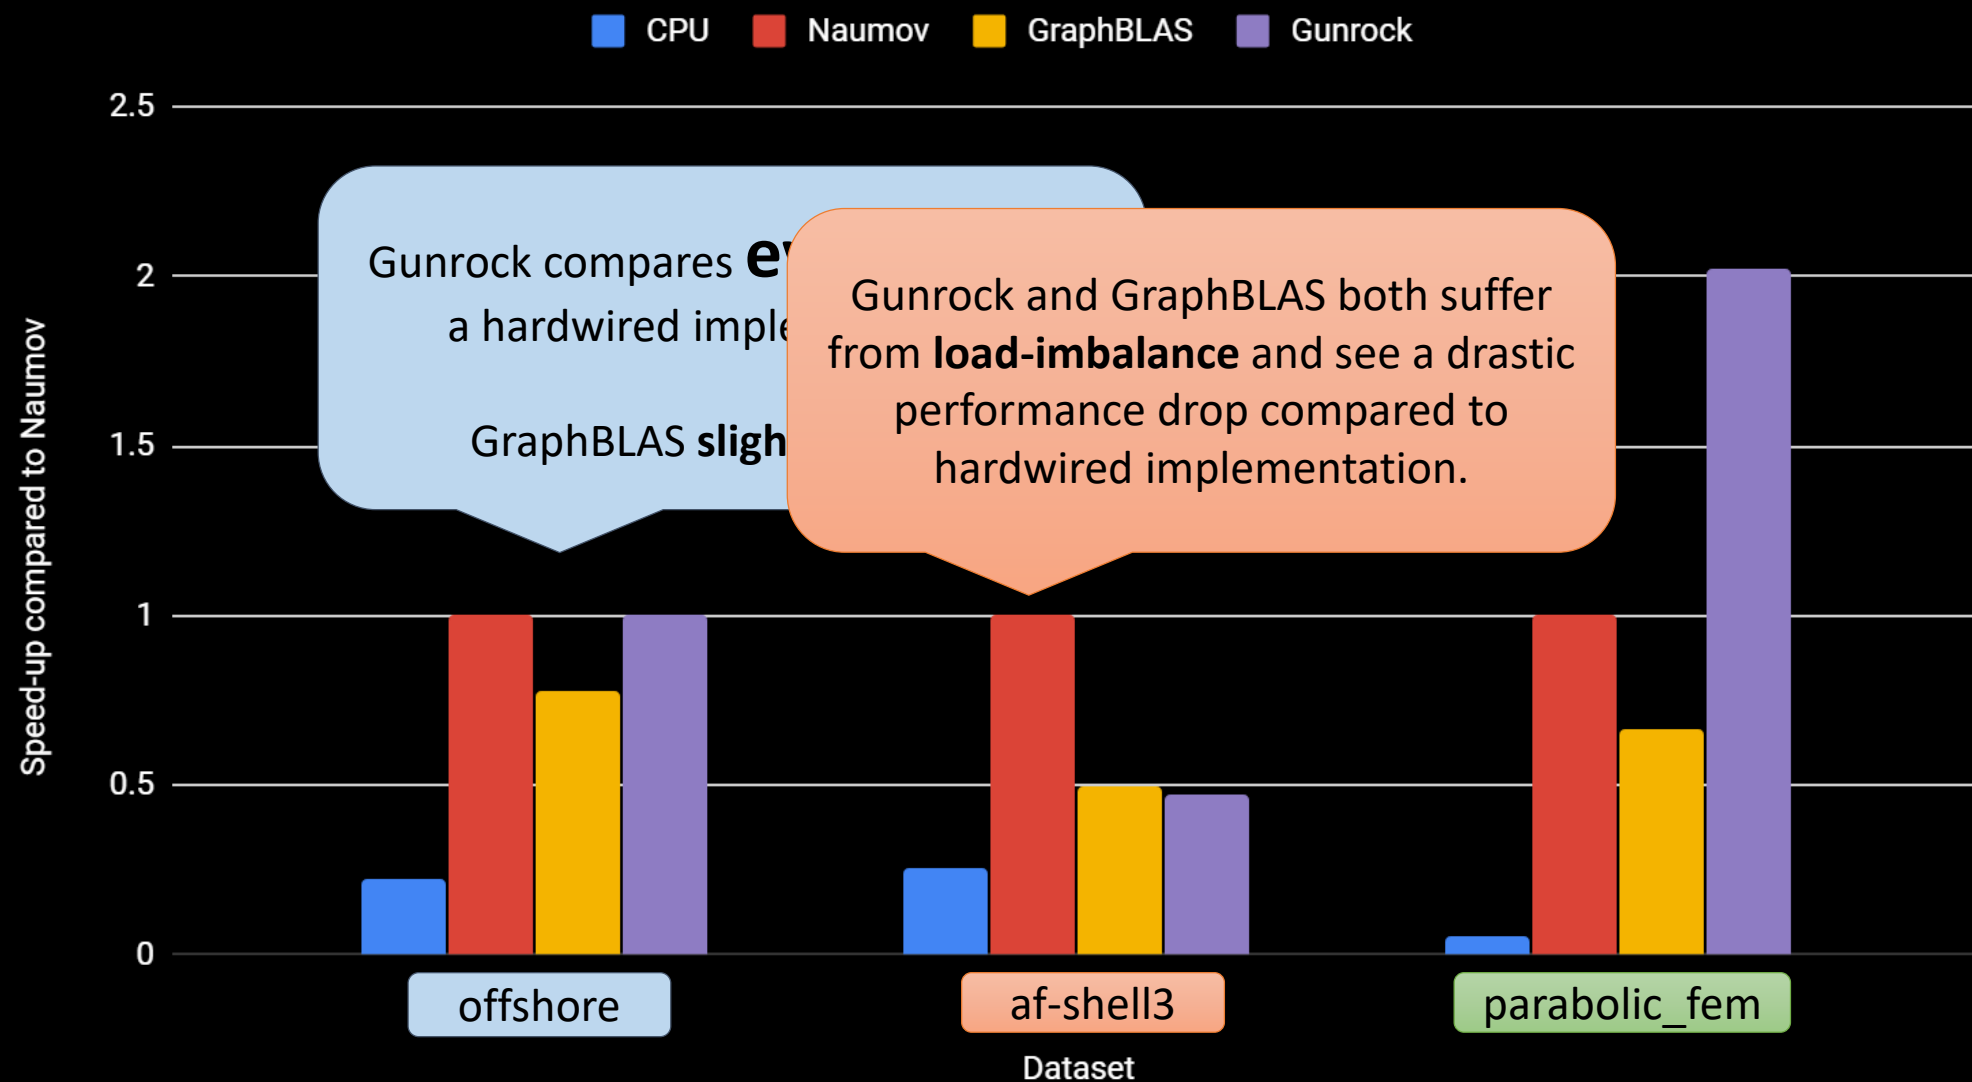 CPU Naumov GraphBLAS Gunrock
Speed-up compared to Naumov
2.5
2
1.5
1
0.5
0
Gunrock compares
a hardwired
GraphBLAS
Gunrock and GraphBLAS both suffer
from load-imbalance and see a drastic
performance drop compared to
hardwired implementation.
offshore
af-shell3
parabolic_fem
Dataset